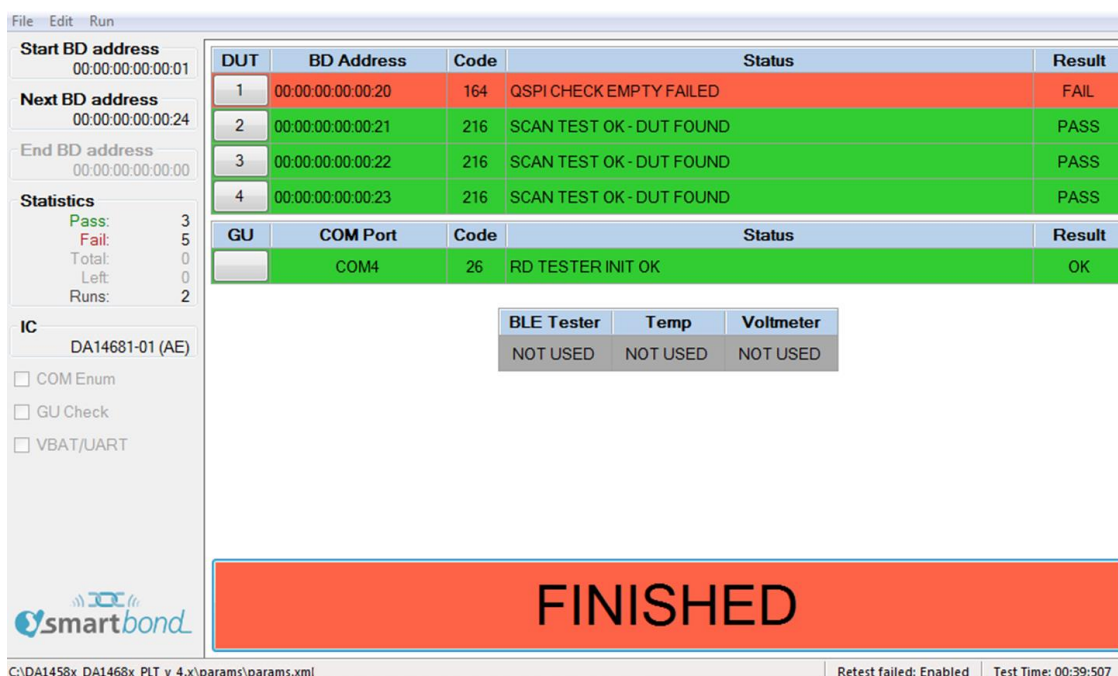 File Edit Run
Start BD address
00:00:00:00:00:01
Next BD address
00:00:00:00:00:24
End BD address
00:00:00:00:00:00
Statistics
Pass: 3
Fail: 5
Total: 0
Left: 0
Runs: 2
IC
DA14681-01 (AE)
COM Enum
GU Check
VBAT/UART
DUT BD Address Code Status Result
1 00:00:00:00:00:20 164 QSPI CHECK EMPTY FAILED FAIL
2 00:00:00:00:00:21 216 SCAN TEST OK - DUT FOUND PASS
3 00:00:00:00:00:22 216 SCAN TEST OK - DUT FOUND PASS
4 00:00:00:00:00:23 216 SCAN TEST OK - DUT FOUND PASS
GU COM Port Code Status Result
COM4 26 RD TESTER INIT OK OK
BLE Tester Temp Voltmeter
NOT USED NOT USED NOT USED
FINISHED
smartbond
C:\DA1458x_DA1468x_PLT_v_4.x\params\params.xml Retest failed: Enabled Test Time: 00:39:507